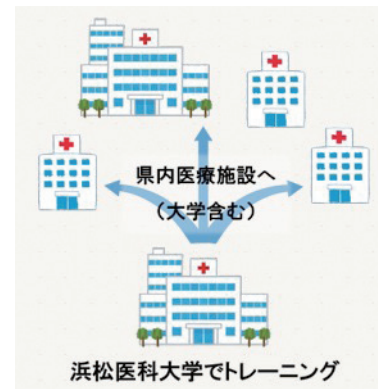 県内医療施設へ
（大学含む）
浜松医科大学でトレーニング